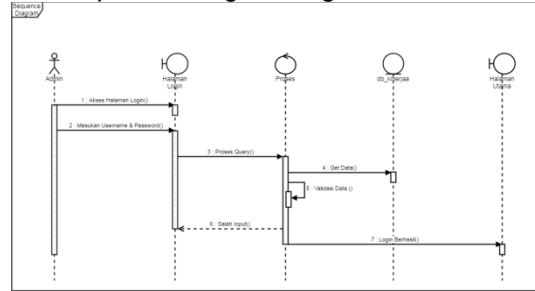 Sequence
Diagram
Admin
Halaman
Login
Proses
db_kinerjaa
Halaman
Utama
1 : Akses Halaman Login()
2 : Masukan Username & Password()
3 : Proses Query()
4 : Get Data()
5 : Validasi Data ()
6 : Salah Input()
7 : Login Berhasil()